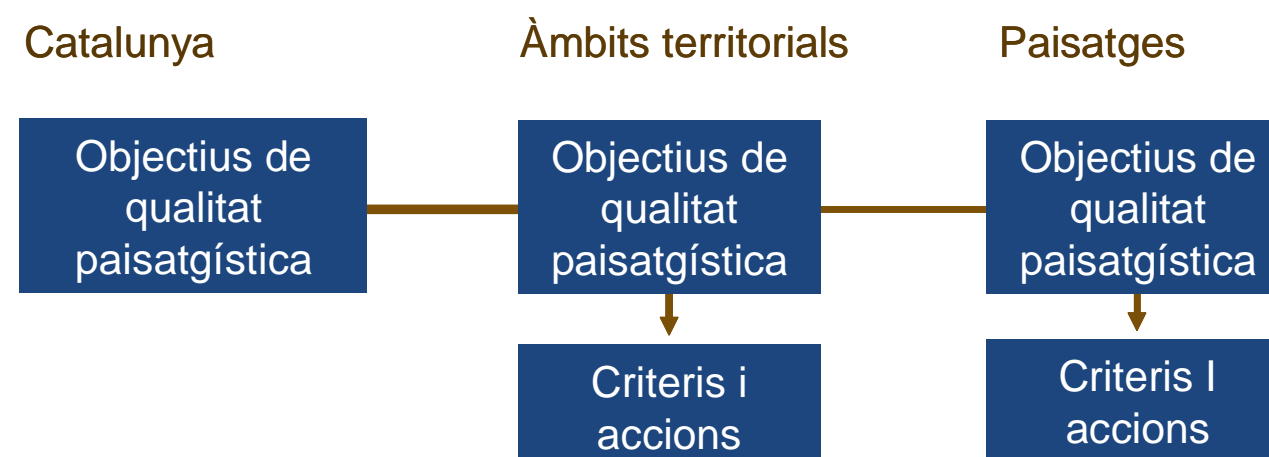 Catalunya
Àmbits territorials
Paisatges
Objectius de
qualitat
paisatgística
Objectius de
qualitat
paisatgística
Objectius de
qualitat
paisatgística
Criteris i
accions
Criteris I
accions